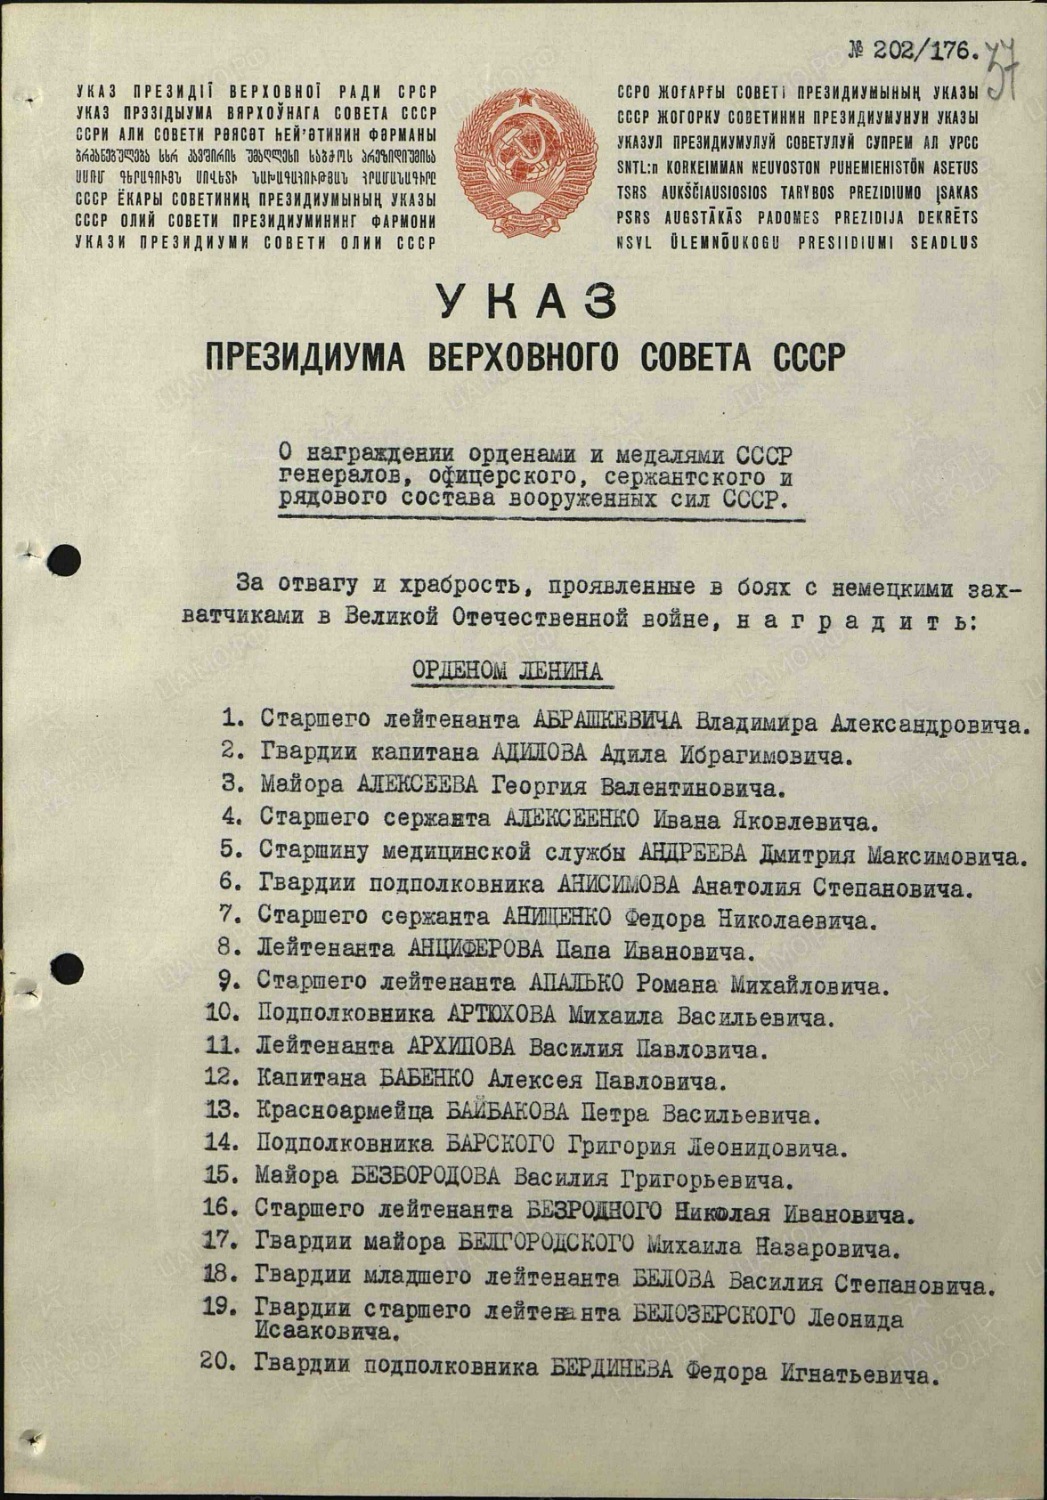 № 202/176.
УКАЗ ПРЕЗИДІЇ ВЕРХОВНОЇ РАДИ СРСР
УКАЗ ПРЭЗІДЫУМА ВЯРХОЎНАГА СОВЕТА СССР
ССРИ АЛИ СОВЕТИ РӘЈАСӘТ ҺЕЈ'ӘТИНИН ФӘРМАНЫ
СССР ЁКАРЫ СОВЕТИНИҢ ПРЕЗИДИУМЫНЫҢ УКАЗЫ
СССР ОЛИЙ СОВЕТИ ПРЕЗИДИУМИНИНГ ФАРМОНИ
УКАЗИ ПРЕЗИДИУМИ СОВЕТИ ОЛИИ СССР
ССРО ЖОҒАРҒЫ СОВЕТІ ПРЕЗИДИУМЫНЫҢ УКАЗЫ
СССР ЖОГОРКУ СОВЕТИНИН ПРЕЗИДИУМУНУН УКАЗЫ
УКАЗУЛ ПРЕЗИДИУМУЛУЙ СОВЕТУЛУЙ СУПРЕМ АЛ УРСС
SNTL:n KORKEIMMAN NEUVOSTON PUHEMIEHISTÖN ASETUS
TSRS AUKŠČIAUSIOSIOS TARYBOS PREZIDIUMO ĮSAKAS
PSRS AUGSTĀKĀS PADOMES PREZIDIJA DEKRĒTS
NSVL ÜLEMNÕUKOGU PRESIIDIUMI SEADLUS
УКАЗ
ПРЕЗИДИУМА ВЕРХОВНОГО СОВЕТА СССР
О награждении орденами и медалями СССР
генералов, офицерского, сержантского и
рядового состава вооруженных сил СССР.
За отвагу и храбрость, проявленные в боях с немецкими зах-
ватчиками в Великой Отечественной войне, н а г р а д и т ь:
ОРДЕНОМ ЛЕНИНА
1. Старшего лейтенанта АБРАШКЕВИЧА Владимира Александровича.
2. Гвардии капитана АДИЛОВА Адила Ибрагимовича.
3. Майора АЛЕКСЕЕВА Георгия Валентиновича.
4. Старшего сержанта АЛЕКСЕЕНКО Ивана Яковлевича.
5. Старшину медицинской службы АНДРЕЕВА Дмитрия Максимовича.
6. Гвардии подполковника АНИСИМОВА Анатолия Степановича.
7. Старшего сержанта АНИЩЕНКО Федора Николаевича.
8. Лейтенанта АНЦИФЕРОВА Папа Ивановича.
9. Старшего лейтенанта АПАЛЬКО Романа Михайловича.
10. Подполковника АРТЮХОВА Михаила Васильевича.
11. Лейтенанта АРХИПОВА Василия Павловича.
12. Капитана БАБЕНКО Алексея Павловича.
13. Красноармейца БАЙБАКОВА Петра Васильевича.
14. Подполковника БАРСКОГО Григория Леонидовича.
15. Майора БЕЗБОРОДОВА Василия Григорьевича.
16. Старшего лейтенанта БЕЗРОДНОГО Николая Ивановича.
17. Гвардии майора БЕЛГОРОДСКОГО Михаила Назаровича.
18. Гвардии младшего лейтенанта БЕЛОВА Василия Степановича.
19. Гвардии старшего лейтенанта БЕЛОЗЕРСКОГО Леонида
Исааковича.
20. Гвардии подполковника БЕРДИНЕВА Федора Игнатьевича.